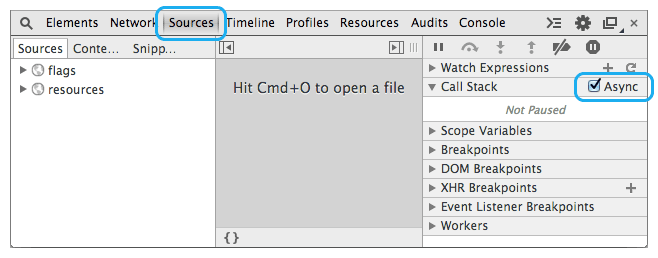 Elements Network Sources Timeline Profiles Resources Audits Console
Sources Conte... Snipp...
flags
resources
Hit Cmd+O to open a file
{}
Watch Expressions
Call Stack Async
Not Paused
Scope Variables
Breakpoints
DOM Breakpoints
XHR Breakpoints
Event Listener Breakpoints
Workers